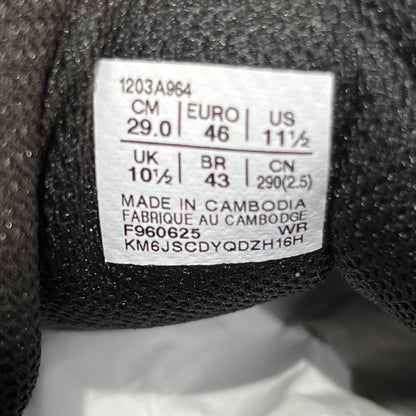 1203A964
CM EURO US
29.0 46 11½
UK BR CN
10½ 43 290(2.5)
MADE IN CAMBODIA
FABRIQUE AU CAMBODGE
F960625 WR
KM6JSCDYQDZH16H